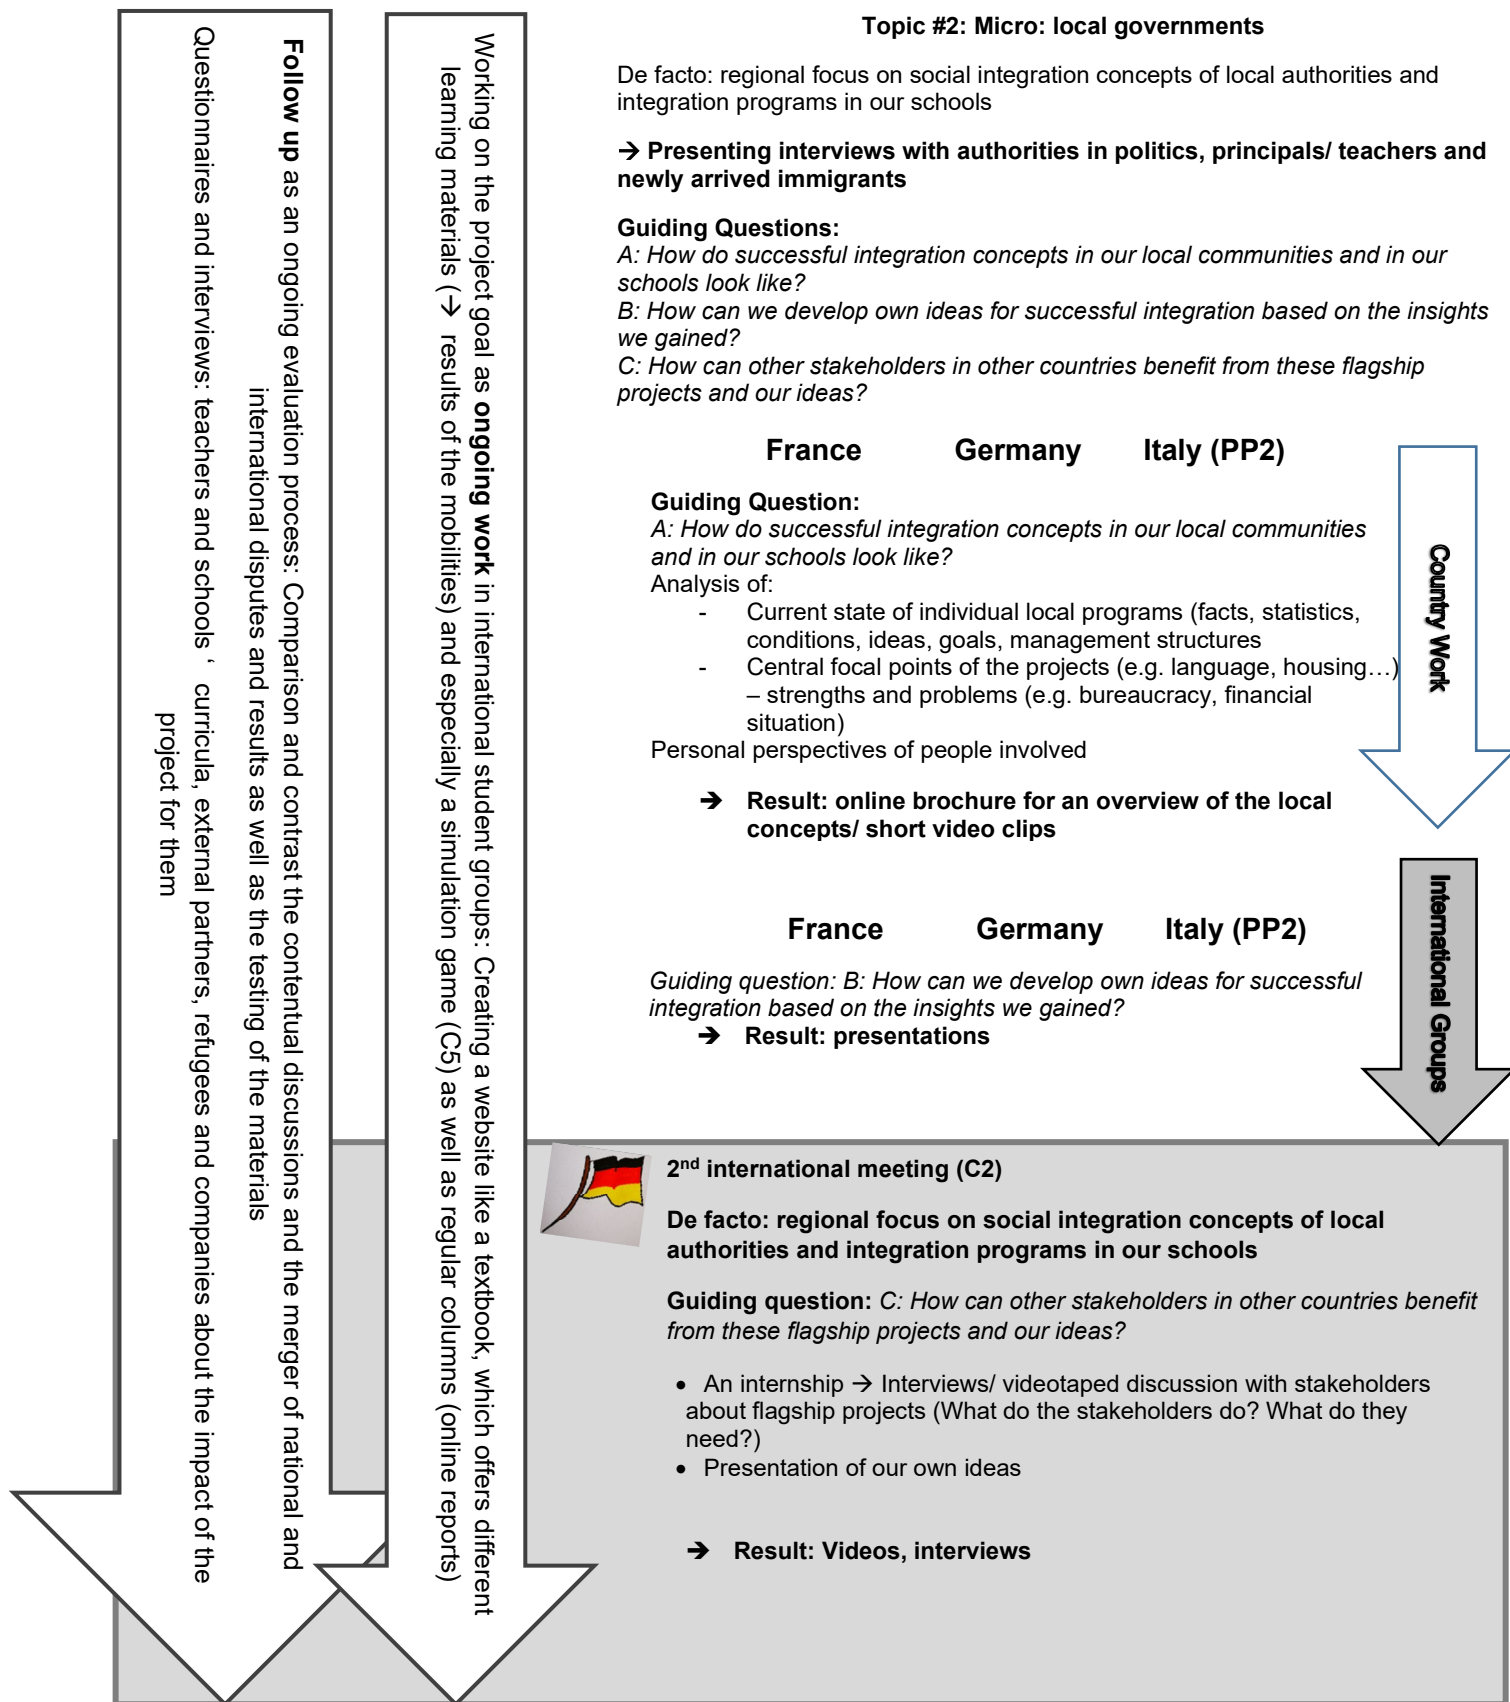 Follow up as an ongoing evaluation process: Comparison and contrast the contentual discussions and the merger of national and
international disputes and results as well as the testing of the materials
Questionnaires and interviews: teachers and schools ‘ curricula, external partners, refugees and companies about the impact of the
project for them
Working on the project goal as ongoing work in international student groups: Creating a website like a textbook, which offers different
learning materials (→ results of the mobilities) and especially a simulation game (C5) as well as regular columns (online reports)
Topic #2: Micro: local governments
De facto: regional focus on social integration concepts of local authorities and
integration programs in our schools
→ Presenting interviews with authorities in politics, principals/ teachers and
newly arrived immigrants
Guiding Questions:
A: How do successful integration concepts in our local communities and in our
schools look like?
B: How can we develop own ideas for successful integration based on the insights
we gained?
C: How can other stakeholders in other countries benefit from these flagship
projects and our ideas?
France Germany Italy (PP2)
Guiding Question:
A: How do successful integration concepts in our local communities
and in our schools look like?
Analysis of:
- Current state of individual local programs (facts, statistics,
conditions, ideas, goals, management structures
- Central focal points of the projects (e.g. language, housing…)
– strengths and problems (e.g. bureaucracy, financial
situation)
Personal perspectives of people involved
→ Result: online brochure for an overview of the local
concepts/ short video clips
Country Work
France Germany Italy (PP2)
Guiding question: B: How can we develop own ideas for successful
integration based on the insights we gained?
→ Result: presentations
International Groups
2nd international meeting (C2)
De facto: regional focus on social integration concepts of local
authorities and integration programs in our schools
Guiding question: C: How can other stakeholders in other countries benefit
from these flagship projects and our ideas?
• An internship → Interviews/ videotaped discussion with stakeholders
about flagship projects (What do the stakeholders do? What do they
need?)
• Presentation of our own ideas
→ Result: Videos, interviews